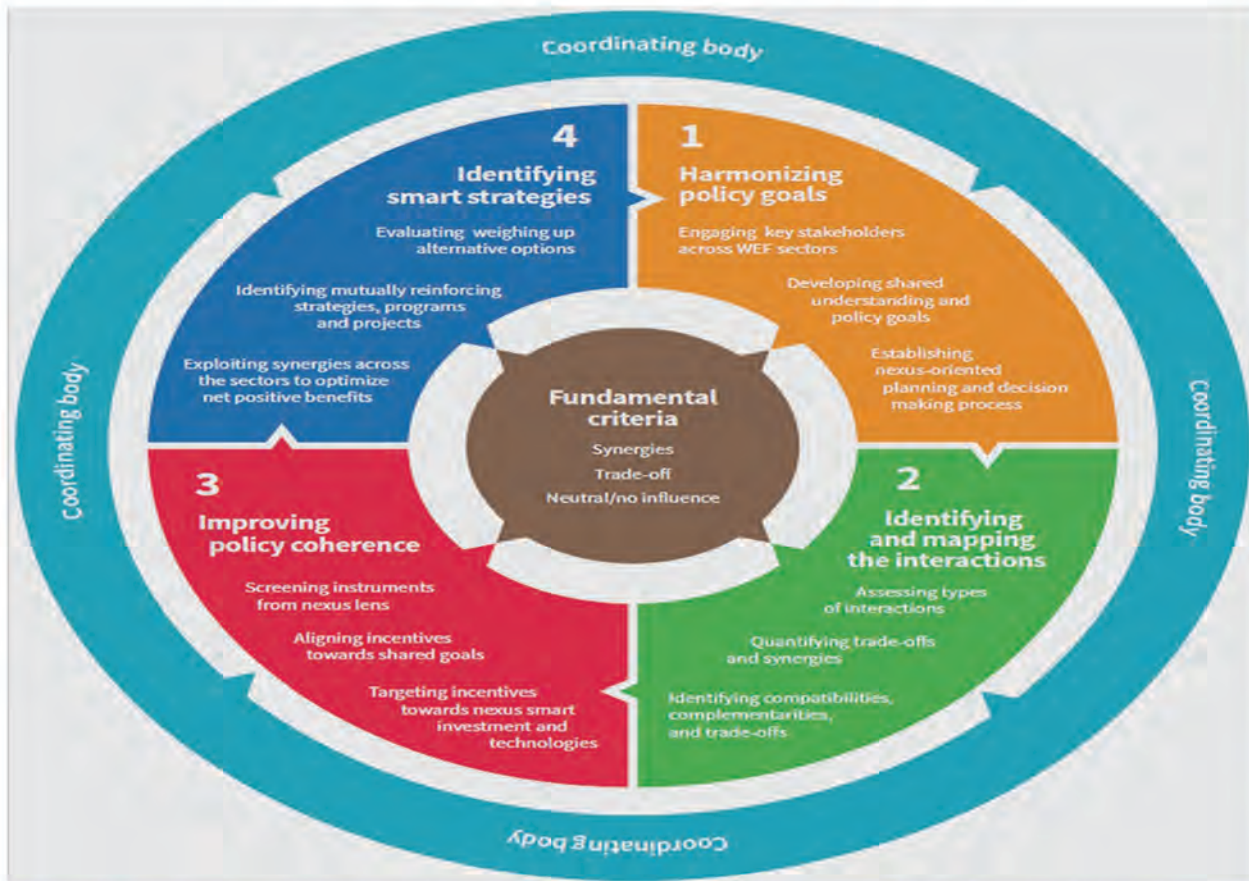 Coordinating body
4
Identifying
smart strategies
Evaluating weighing up
alternative options
Identifying mutually reinforcing
strategies, programs
and projects
Exploiting synergies across
the sectors to optimize
net positive benefits
1
Harmonizing
policy goals
Engaging key stakeholders
across WEF sectors
Developing shared
understanding and
policy goals
Establishing
nexus-oriented
planning and decision
making process
Coordinating body
Fundamental
criteria
Synergies
Trade-off
Neutral/no influence
Coordinating body
3
Improving
policy coherence
Screening instruments
from nexus lens
Aligning incentives
towards shared goals
Targeting incentives
towards nexus smart
investment and
technologies
2
Identifying
and mapping
the interactions
Assessing types
of interactions
Quantifying trade-offs
and synergies
Identifying compatibilities,
complementarities,
and trade-offs
Coordinating body